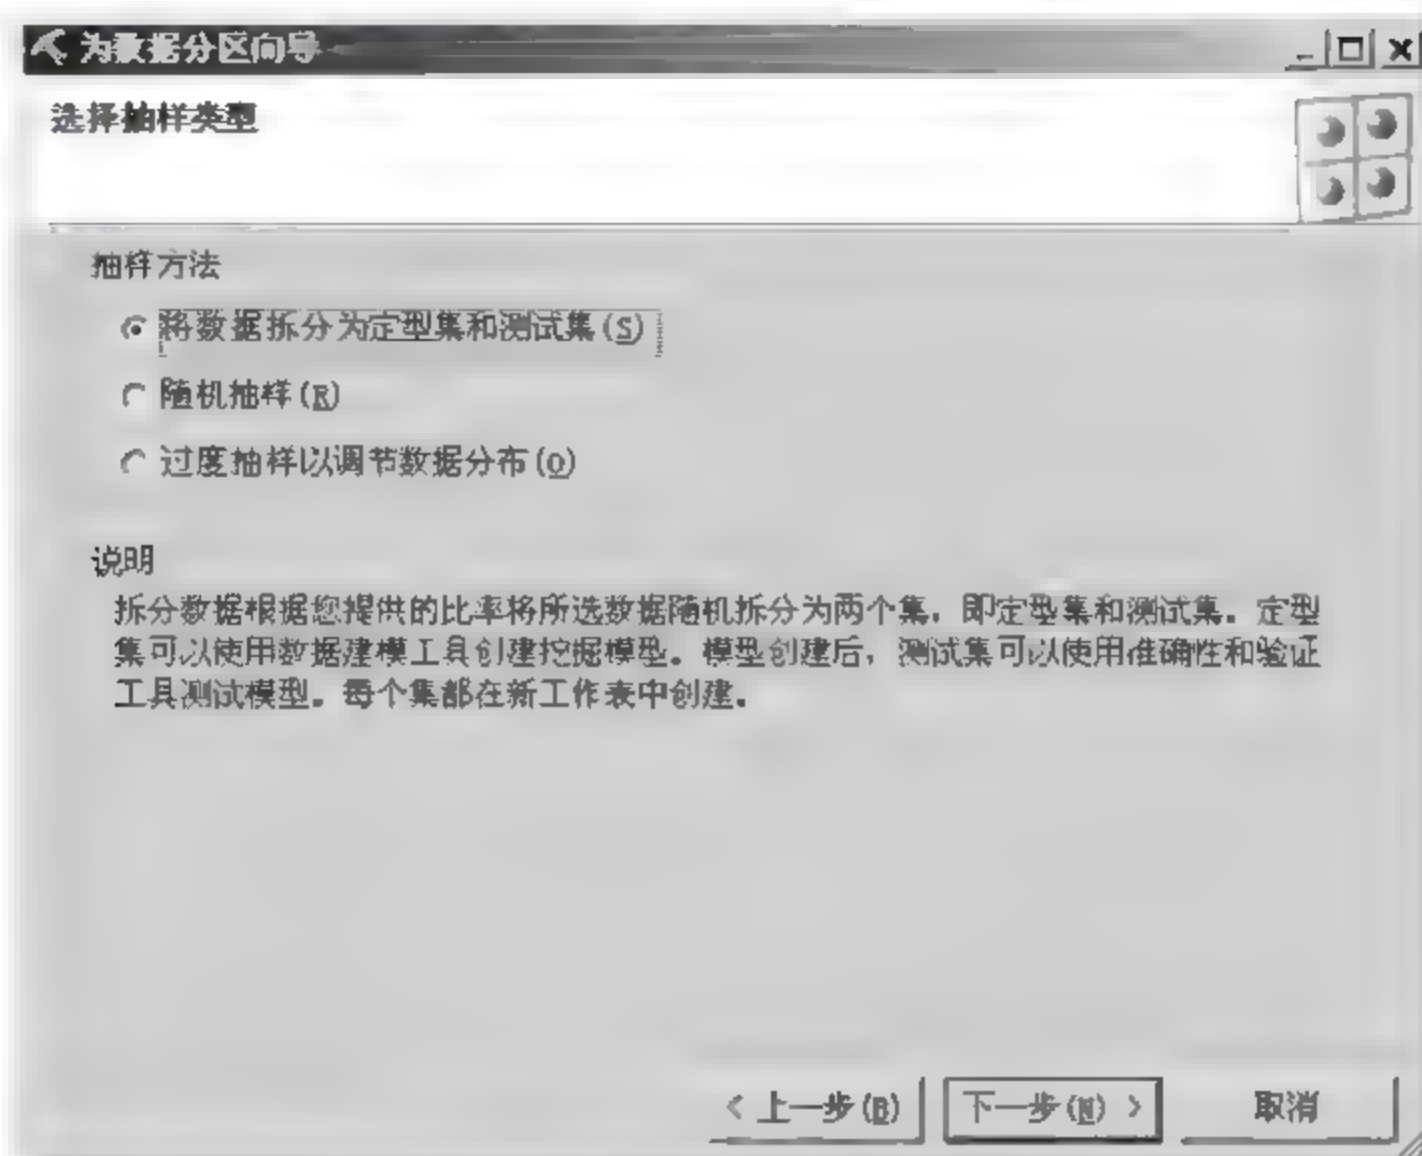 为数据分区向导
选择抽样类型
抽样方法
将数据拆分为定型集和测试集(S)
随机抽样(R)
过度抽样以调节数据分布(O)
说明
拆分数据根据您提供的比率将所选数据随机拆分为两个集，即定型集和测试集。定型
集可以使用数据建模工具创建挖掘模型。模型创建后，测试集可以使用准确性和验证
工具测试模型。每个集都在新工作表中创建。
< 上一步(B) 下一步(N) > 取消